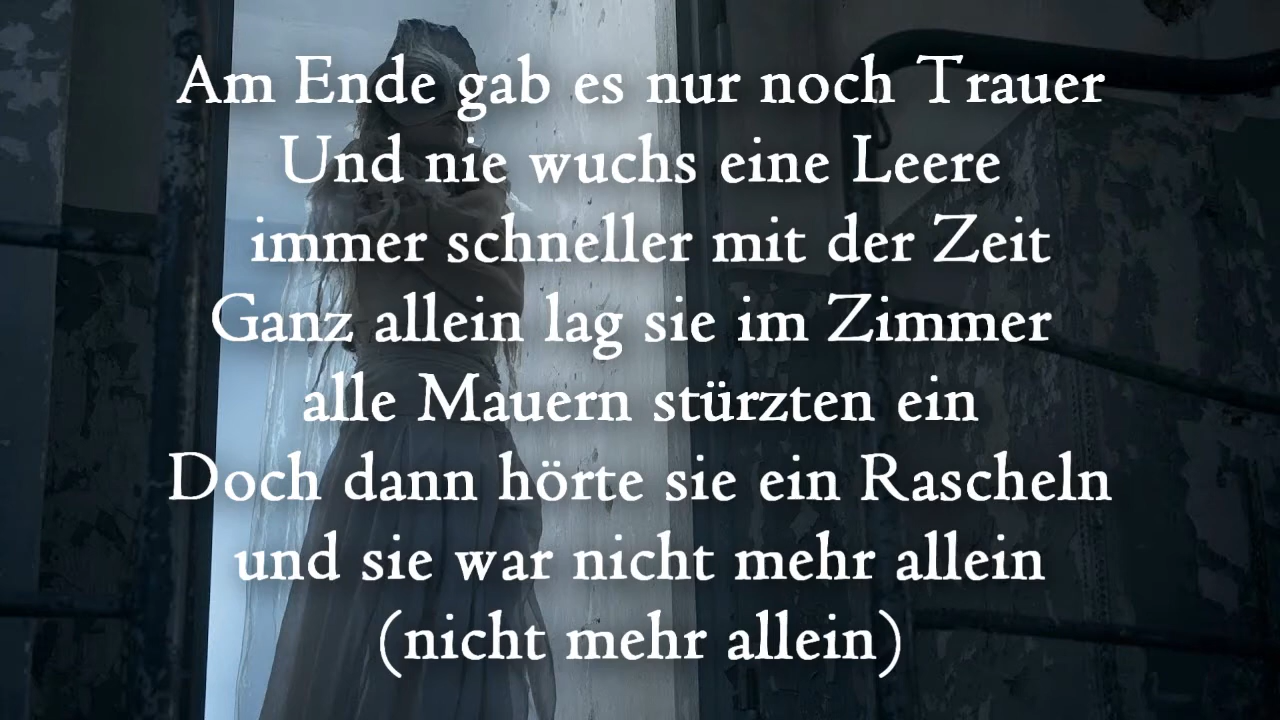 Am Ende gab es nur noch Trauer
Und nie wuchs eine Leere
immer schneller mit der Zeit
Ganz allein lag sie im Zimmer
alle Mauern stürzten ein
Doch dann hörte sie ein Rascheln
und sie war nicht mehr allein
(nicht mehr allein)